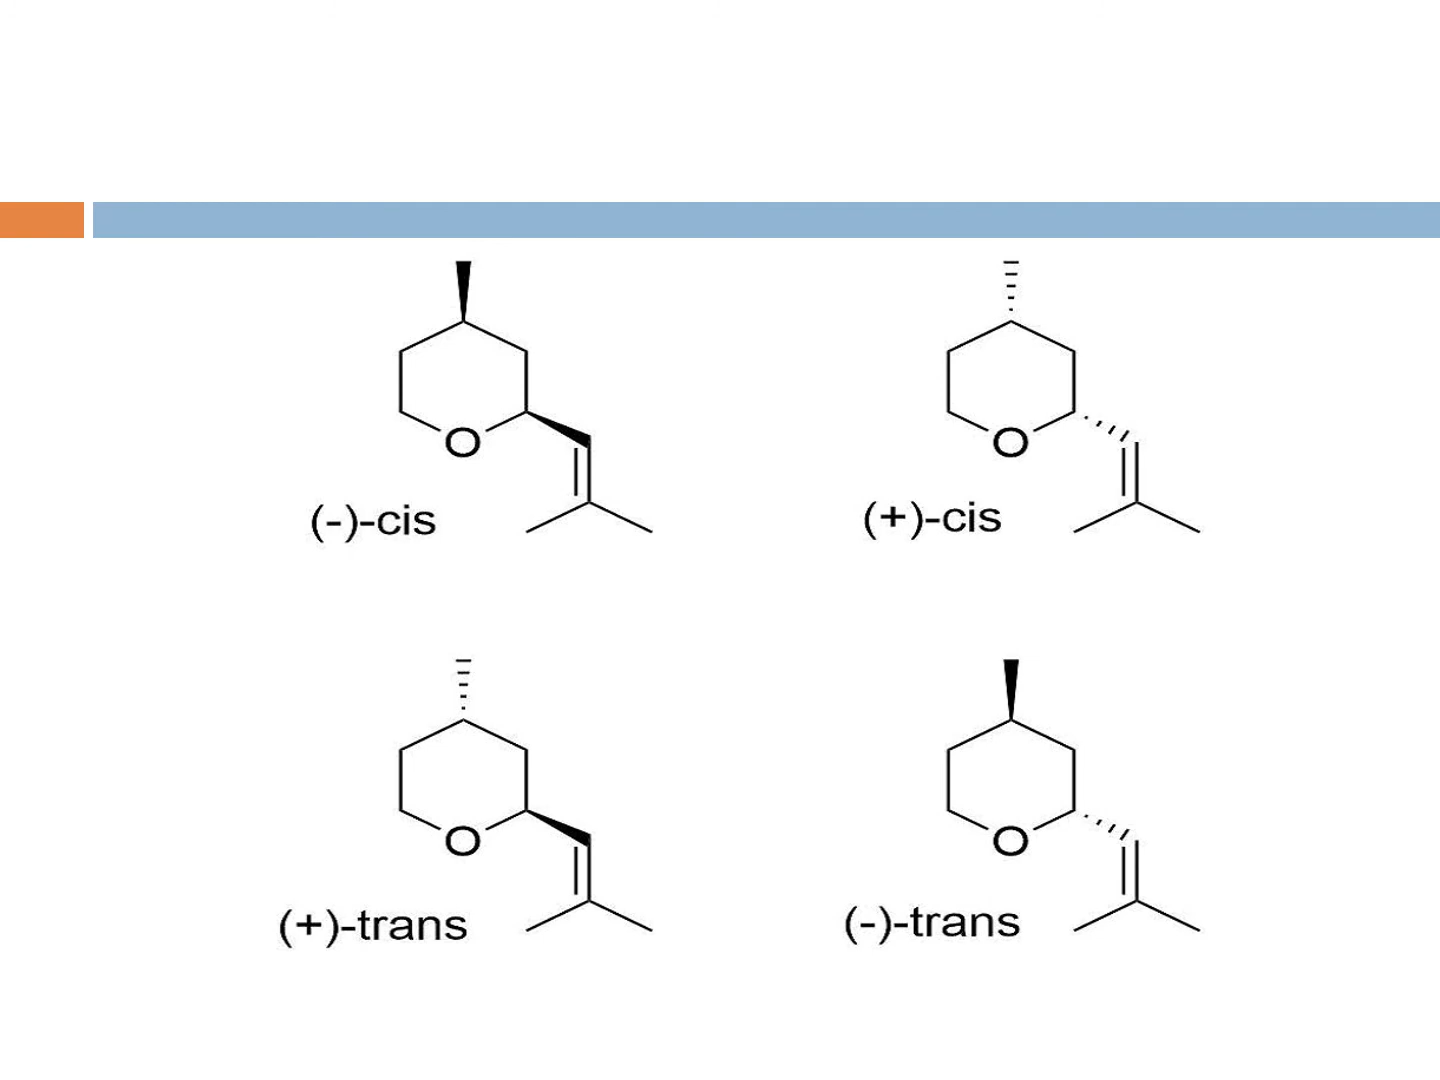 O
O
(-)-cis
(+)-cis
O
O
(+)-trans
(-)-trans